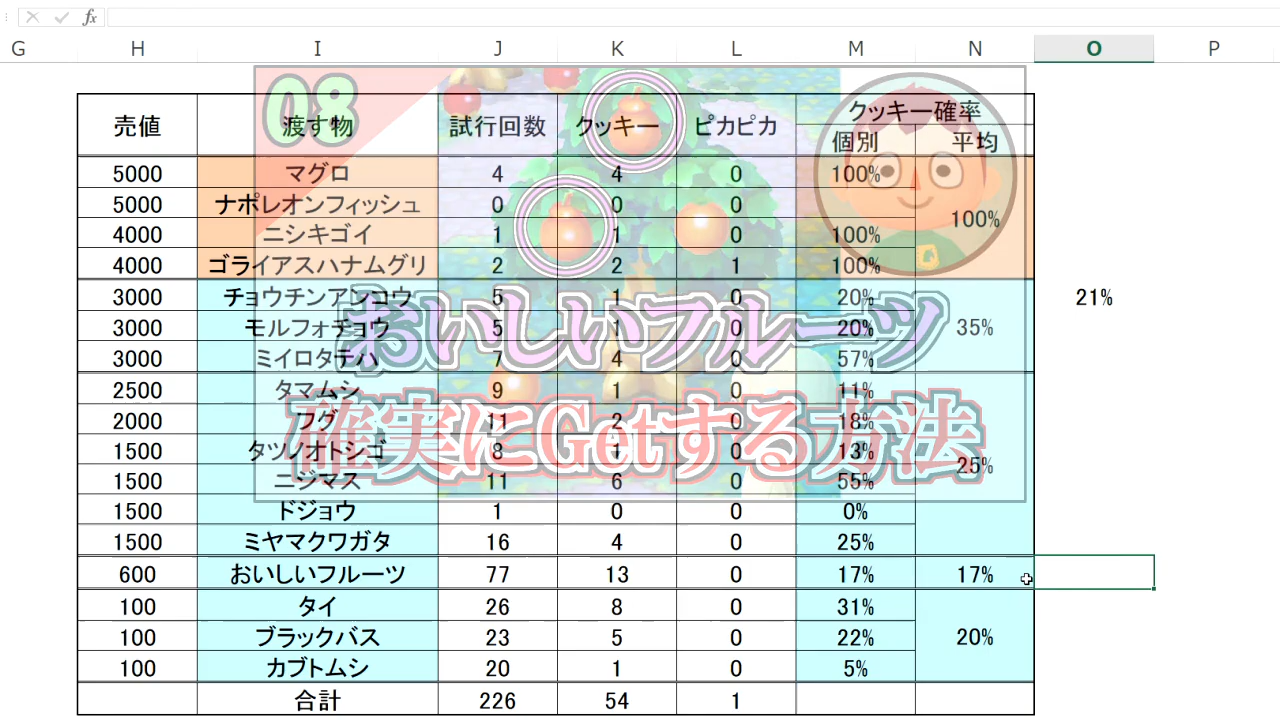 fx
G H I J K L M N O P
08
売値 渡す物 試行回数 クッキー ピカピカ クッキー確率
個別 平均
5000 マグロ 4 4 0 100%
5000 ナポレオンフィッシュ 0 0 0 100%
4000 ニシキゴイ 1 1 0 100%
4000 ゴライアスハナムグリ 2 2 1 100%
3000 チョウチンアンコウ 5 1 0 20% 21%
3000 モルフォチョウ 5 1 0 20% 35%
3000 ミイロタテハ 7 4 0 57%
おいしいフルーツ
2500 タマムシ 9 1 0 11%
2000 フグ 11 2 0 18%
1500 タツノオトシゴ 8 1 0 13% 25%
確実にGetする方法
1500 ニジマス 11 6 0 55%
1500 ドジョウ 1 0 0 0%
1500 ミヤマクワガタ 16 4 0 25%
600 おいしいフルーツ 77 13 0 17% 17%
100 タイ 26 8 0 31%
100 ブラックバス 23 5 0 22% 20%
100 カブトムシ 20 1 0 5%
合計 226 54 1